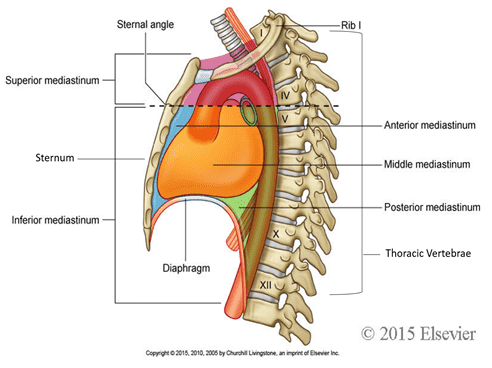 Sternal angle
Rib I
I
Superior mediastinum
IV
V
Anterior mediastinum
Sternum
Middle mediastinum
Posterior mediastinum
Inferior mediastinum
X
Thoracic Vertebrae
Diaphragm
XII
© 2015 Elsevier
Copyright © 2015, 2010, 2005 by Churchill Livingstone, an imprint of Elsevier Inc.